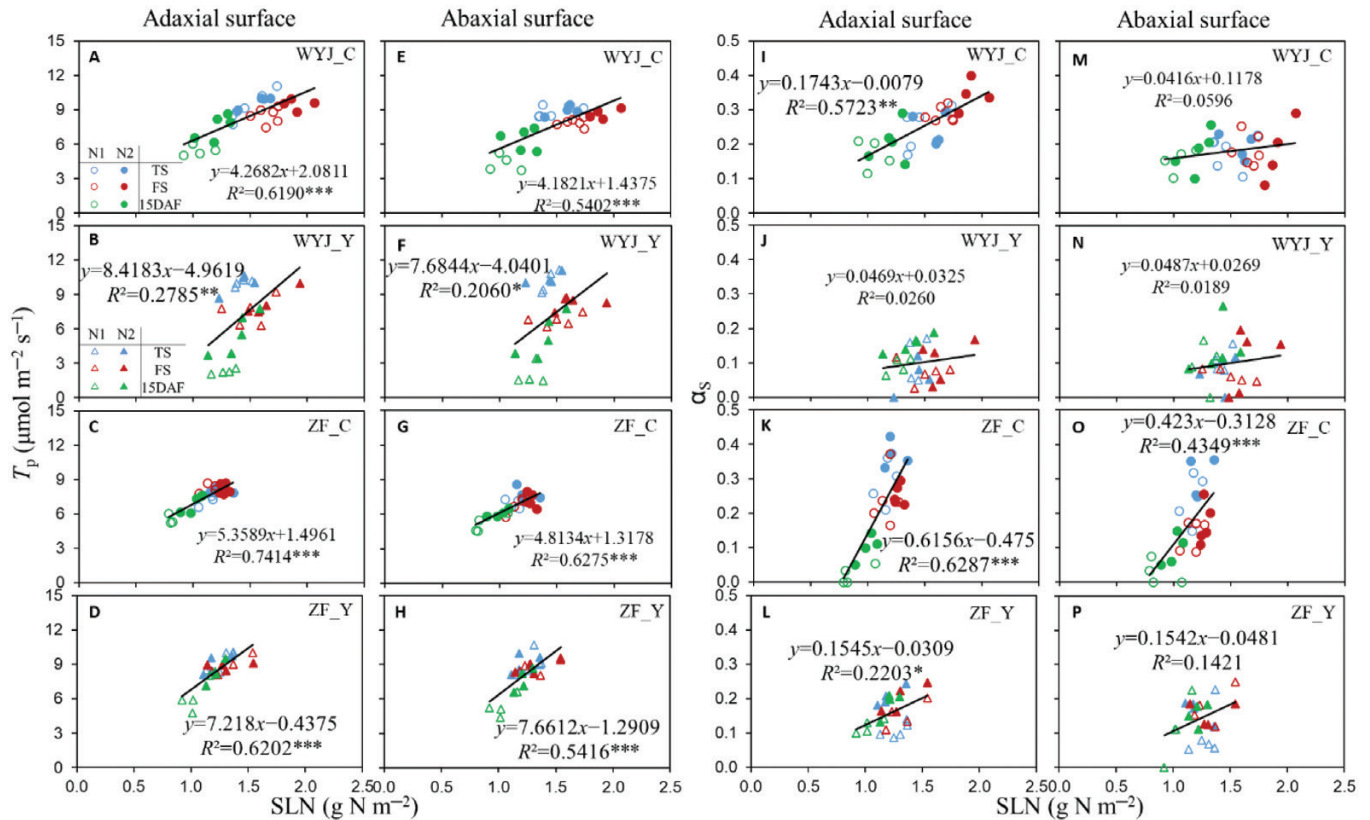 Adaxial surface
Abaxial surface
Adaxial surface
Abaxial surface
Tp (μmol m−2 s−1)
αS
15
12
9
6
3
0
A
WYJ_C
N1 N2
TS
FS
15DAF
y=4.2682x+2.0811
R²=0.6190***
E
WYJ_C
y=4.1821x+1.4375
R²=0.5402***
0.5
0.4
0.3
0.2
0.1
0.0
I
WYJ_C
y=0.1743x−0.0079
R²=0.5723**
M
WYJ_C
y=0.0416x+0.1178
R²=0.0596
15
12
9
6
3
0
B
WYJ_Y
y=8.4183x−4.9619
R²=0.2785**
N1 N2
TS
FS
15DAF
F
WYJ_Y
y=7.6844x−4.0401
R²=0.2060*
0.5
0.4
0.3
0.2
0.1
0.0
J
WYJ_Y
y=0.0469x+0.0325
R²=0.0260
N
WYJ_Y
y=0.0487x+0.0269
R²=0.0189
15
12
9
6
3
0
C
ZF_C
y=5.3589x+1.4961
R²=0.7414***
G
ZF_C
y=4.8134x+1.3178
R²=0.6275***
0.5
0.4
0.3
0.2
0.1
0.0
K
ZF_C
y=0.6156x−0.475
R²=0.6287***
O
ZF_C
y=0.423x−0.3128
R²=0.4349***
15
12
9
6
3
0
D
ZF_Y
y=7.218x−0.4375
R²=0.6202***
H
ZF_Y
y=7.6612x−1.2909
R²=0.5416***
0.5
0.4
0.3
0.2
0.1
0.0
L
ZF_Y
y=0.1545x−0.0309
R²=0.2203*
P
ZF_Y
y=0.1542x−0.0481
R²=0.1421
0.0 0.5 1.0 1.5 2.0 2.5
0.0 0.5 1.0 1.5 2.0 2.5
0.0 0.5 1.0 1.5 2.0 2.5
0.0 0.5 1.0 1.5 2.0 2.5
SLN (g N m−2)
SLN (g N m−2)
SLN (g N m−2)
SLN (g N m−2)